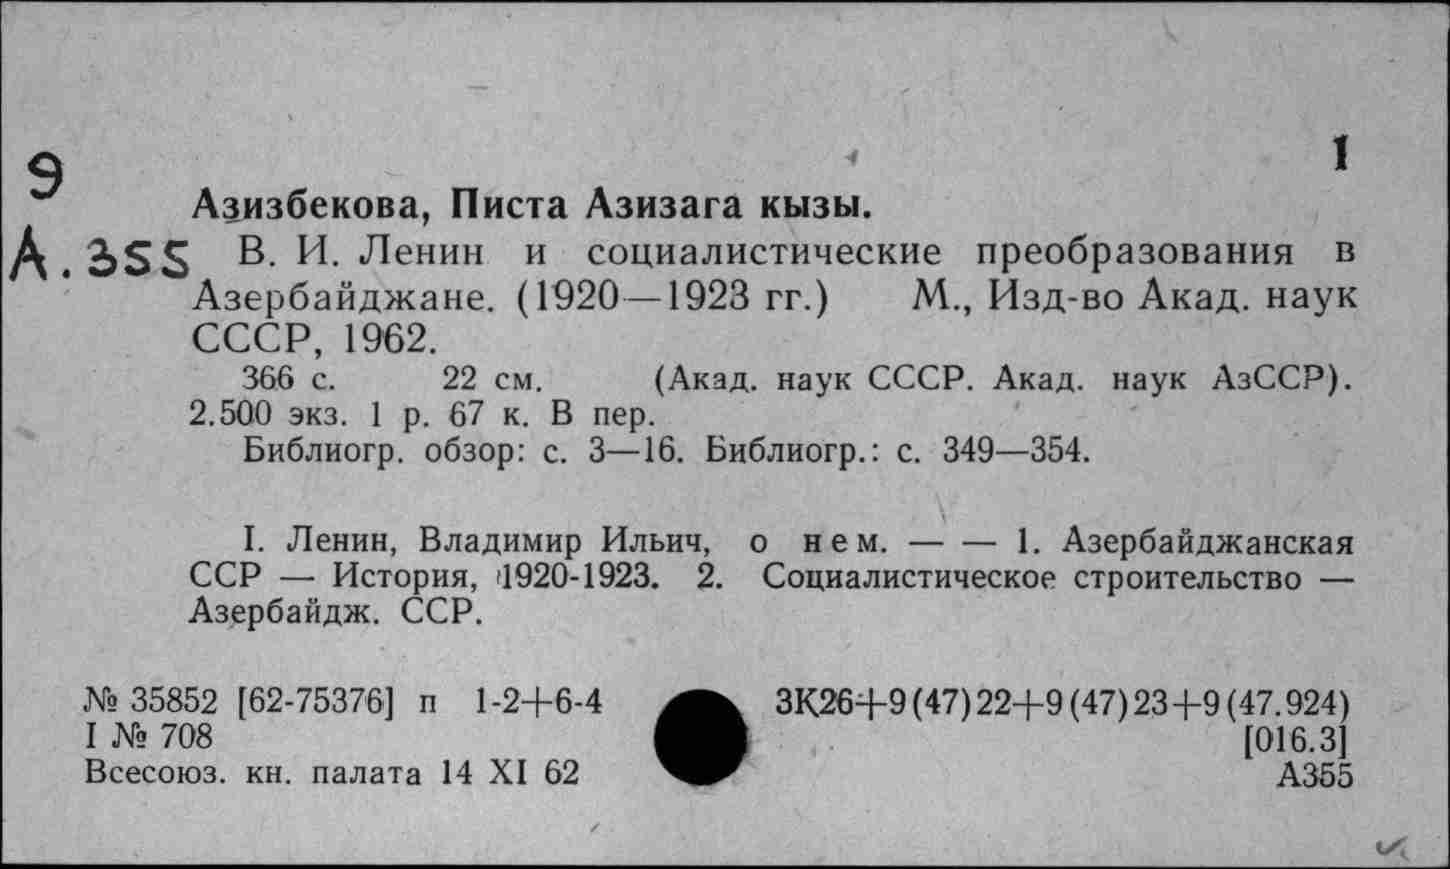 9
1
Азизбекова, Писта Азизага кызы.
А.355 В. И. Ленин и социалистические преобразования в
Азербайджане. (1920—1923 гг.) М., Изд-во Акад. наук
СССР, 1962.
366 с. 22 см. (Акад. наук СССР. Акад. наук АзССР).
2.500 экз. 1 р. 67 к. В пер.
Библиогр. обзор: с. 3—16. Библиогр.: с. 349—354.
I. Ленин, Владимир Ильич, о нем. — — 1. Азербайджанская
ССР — История, 1920-1923. 2. Социалистическое строительство —
Азербайдж. ССР.
№ 35852 [62-75376] п 1-2+6-4 3К26+9(47)22+9(47)23+9(47.924)
I № 708 [016.3]
Всесоюз. кн. палата 14 XI 62 А355